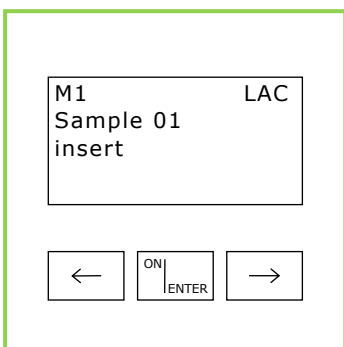 M1 LAC
Sample 01
insert
ON
ENTER